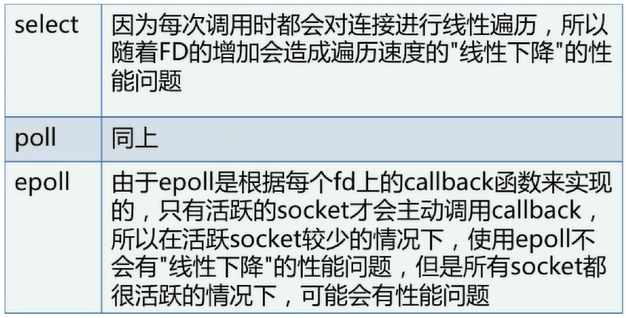 select
因为每次调用时都会对连接进行线性遍历，所以
随着FD的增加会造成遍历速度的"线性下降"的性
能问题
poll
同上
epoll
由于epoll是根据每个fd上的callback函数来实现
的，只有活跃的socket才会主动调用callback，
所以在活跃socket较少的情况下，使用epoll不
会有"线性下降"的性能问题，但是所有socket都
很活跃的情况下，可能会有性能问题